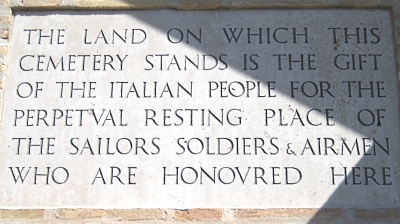 THE LAND ON WHICH THIS
CEMETERY STANDS IS THE GIFT
OF THE ITALIAN PEOPLE FOR THE
PERPETVAL RESTING PLACE OF
THE SAILORS SOLDIERS & AIRMEN
WHO ARE HONOVRED HERE